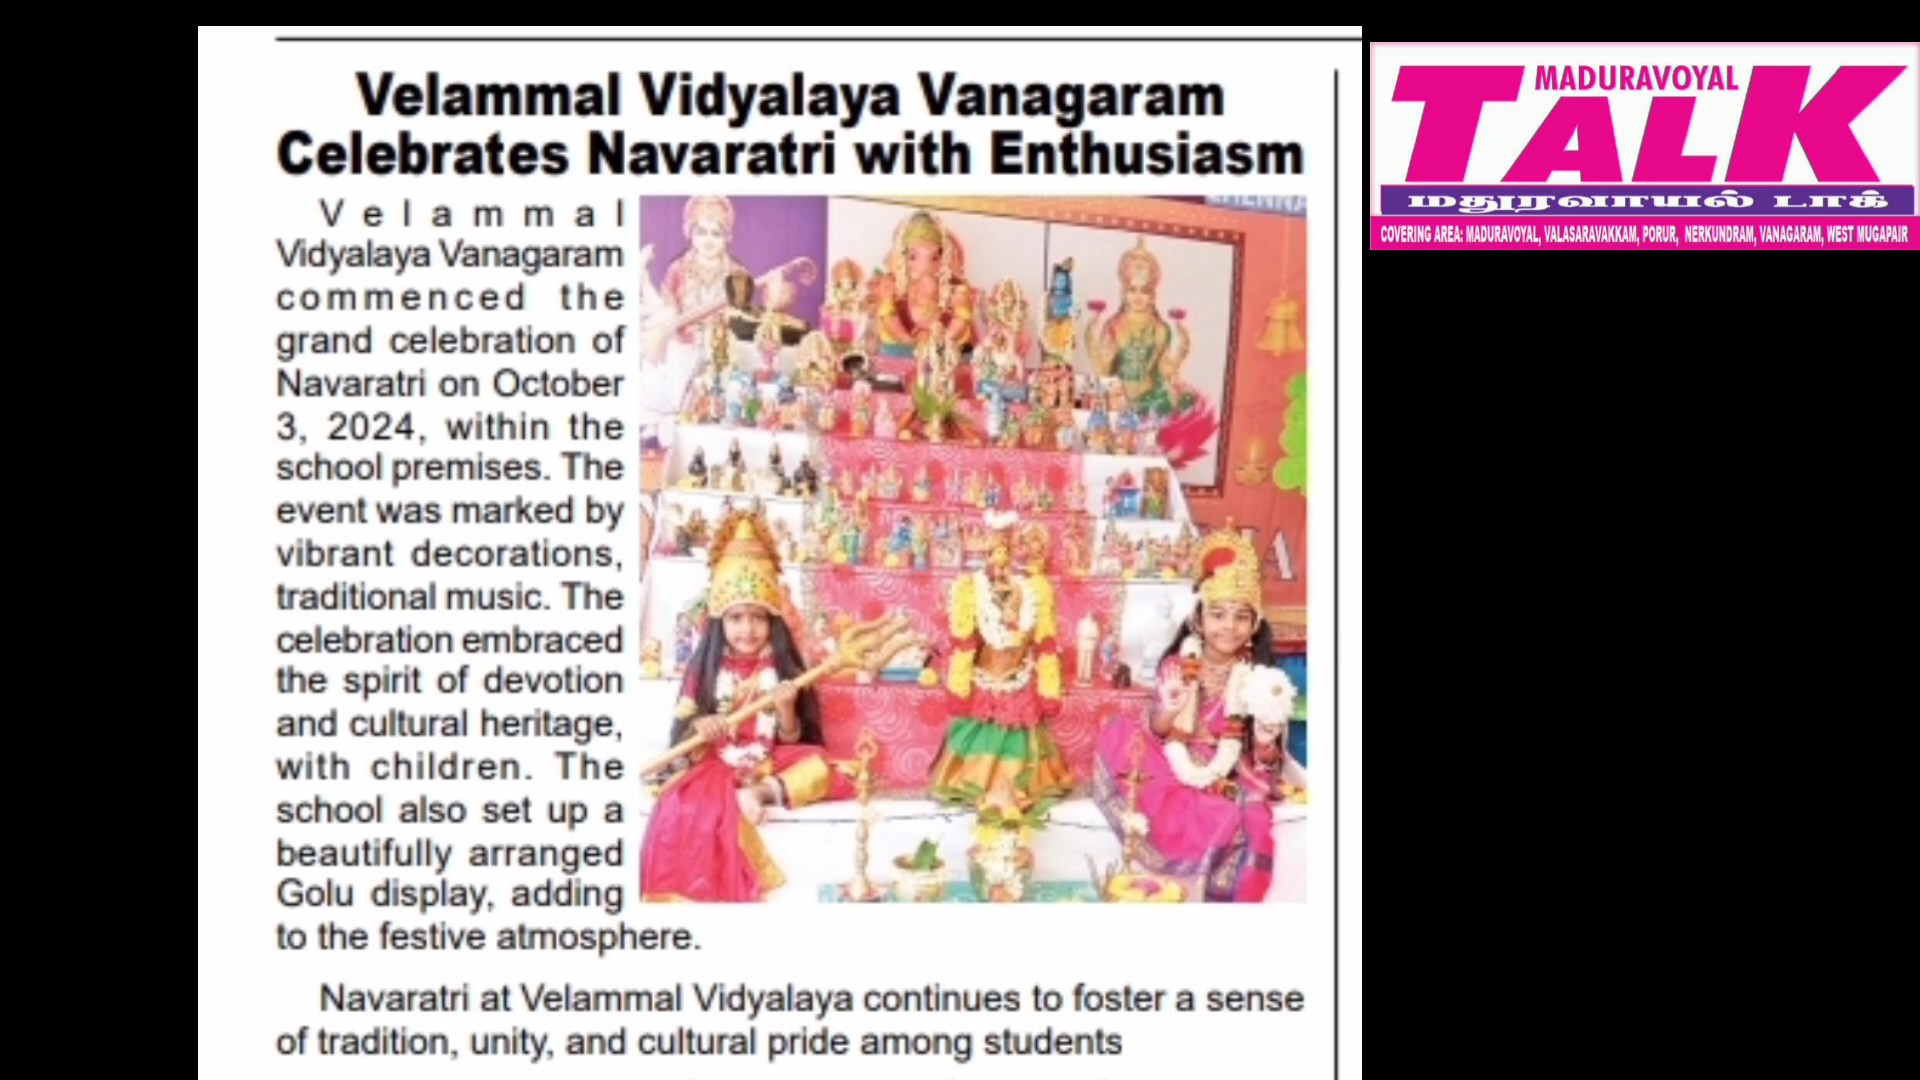 Velammal Vidyalaya Vanagaram
Celebrates Navaratri with Enthusiasm
Velammal
Vidyalaya Vanagaram
commenced the
grand celebration of
Navaratri on October
3, 2024, within the
school premises. The
event was marked by
vibrant decorations,
traditional music. The
celebration embraced
the spirit of devotion
and cultural heritage,
with children. The
school also set up a
beautifully arranged
Golu display, adding
to the festive atmosphere.
Navaratri at Velammal Vidyalaya continues to foster a sense
of tradition, unity, and cultural pride among students
MADURAVOYAL
TALK
மதுரவாயல் டாக்
COVERING AREA: MADURAVOYAL, VALASARAVAKKAM, PORUR, NERKUNDRAM, VANAGARAM, WEST MUGAPAIR